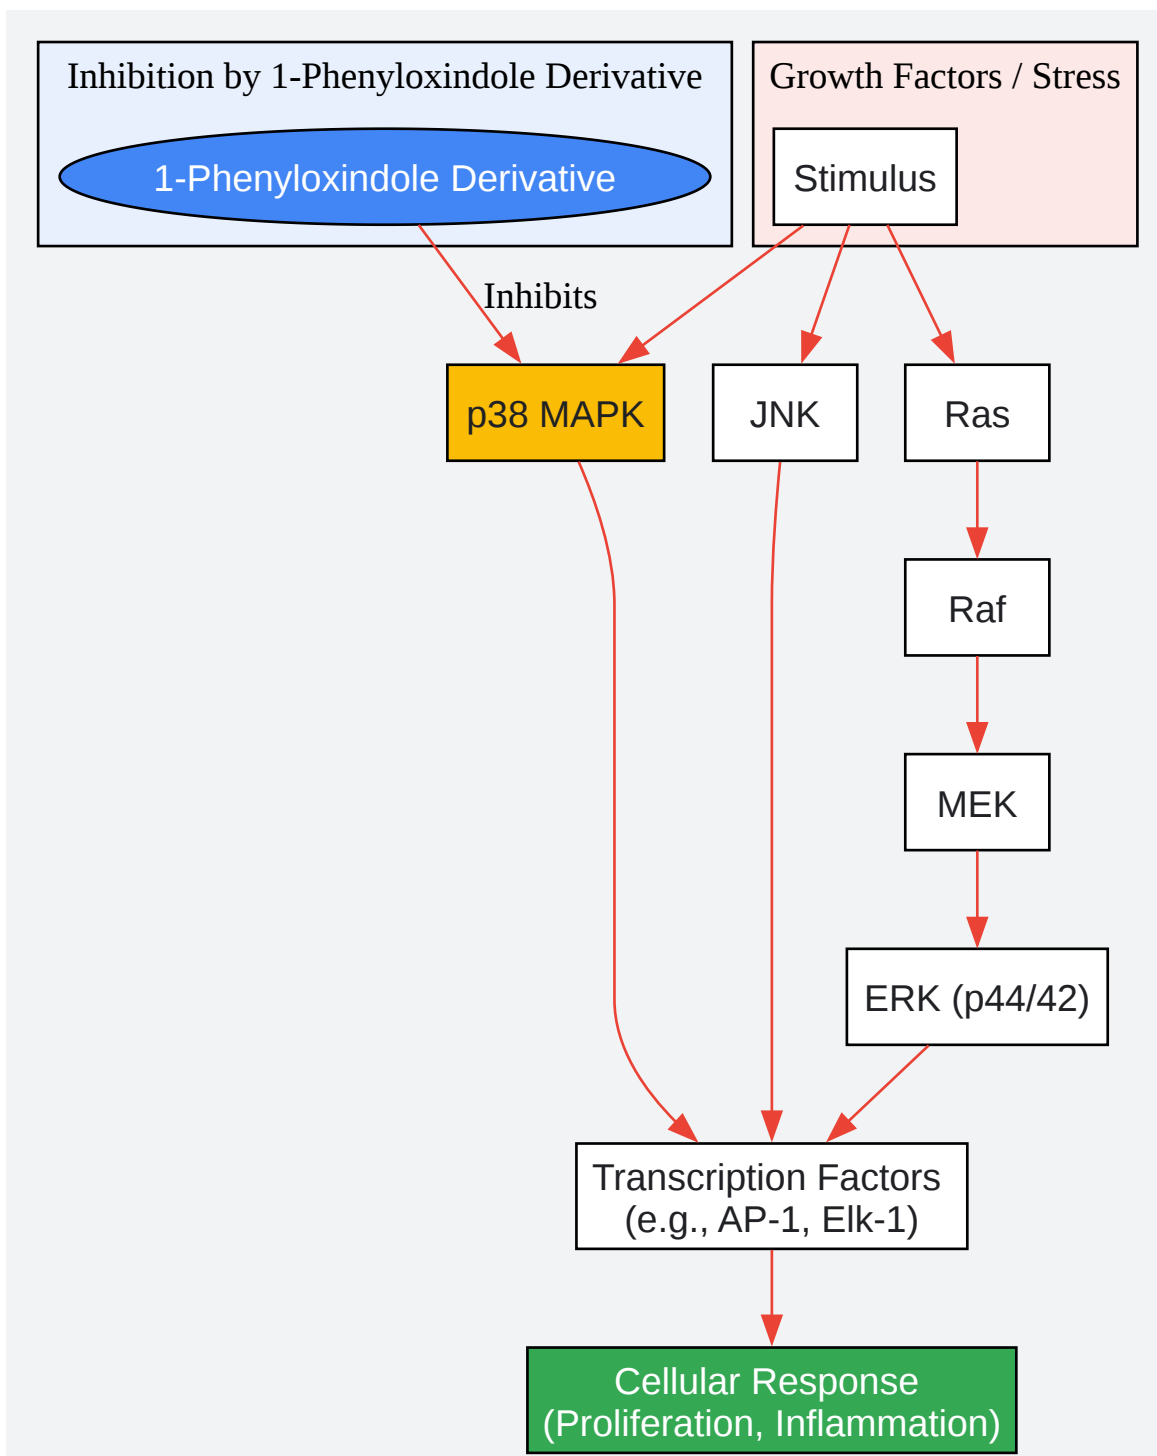 Inhibition by 1-Phenyloxindole Derivative
Growth Factors / Stress
1-Phenyloxindole Derivative
Stimulus
Inhibits
p38 MAPK
JNK
Ras
Raf
MEK
ERK (p44/42)
Transcription Factors
(e.g., AP-1, Elk-1)
Cellular Response
(Proliferation, Inflammation)